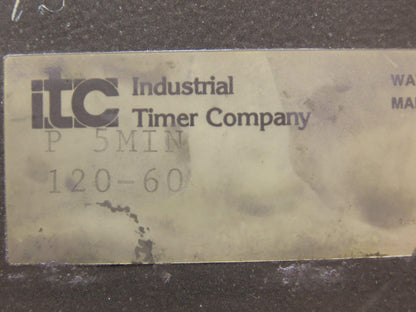 itc Industrial
Timer Company
WA
MA
P 5MIN
120-60